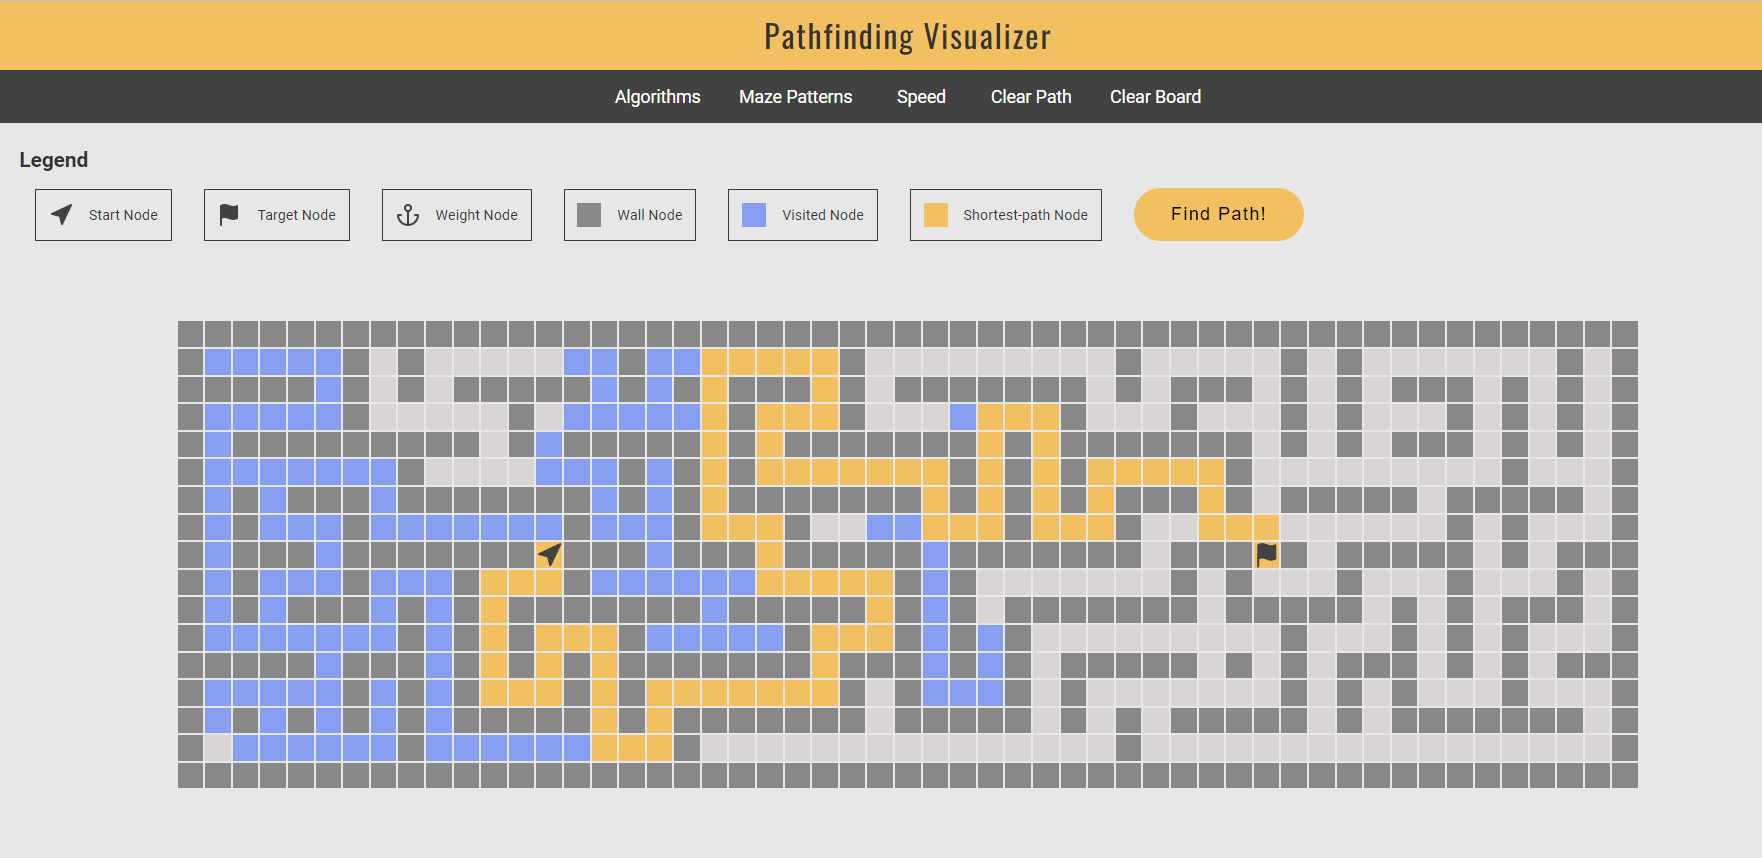 Pathfinding Visualizer
Algorithms Maze Patterns Speed Clear Path Clear Board
Legend
Start Node Target Node Weight Node Wall Node Visited Node Shortest-path Node Find Path!